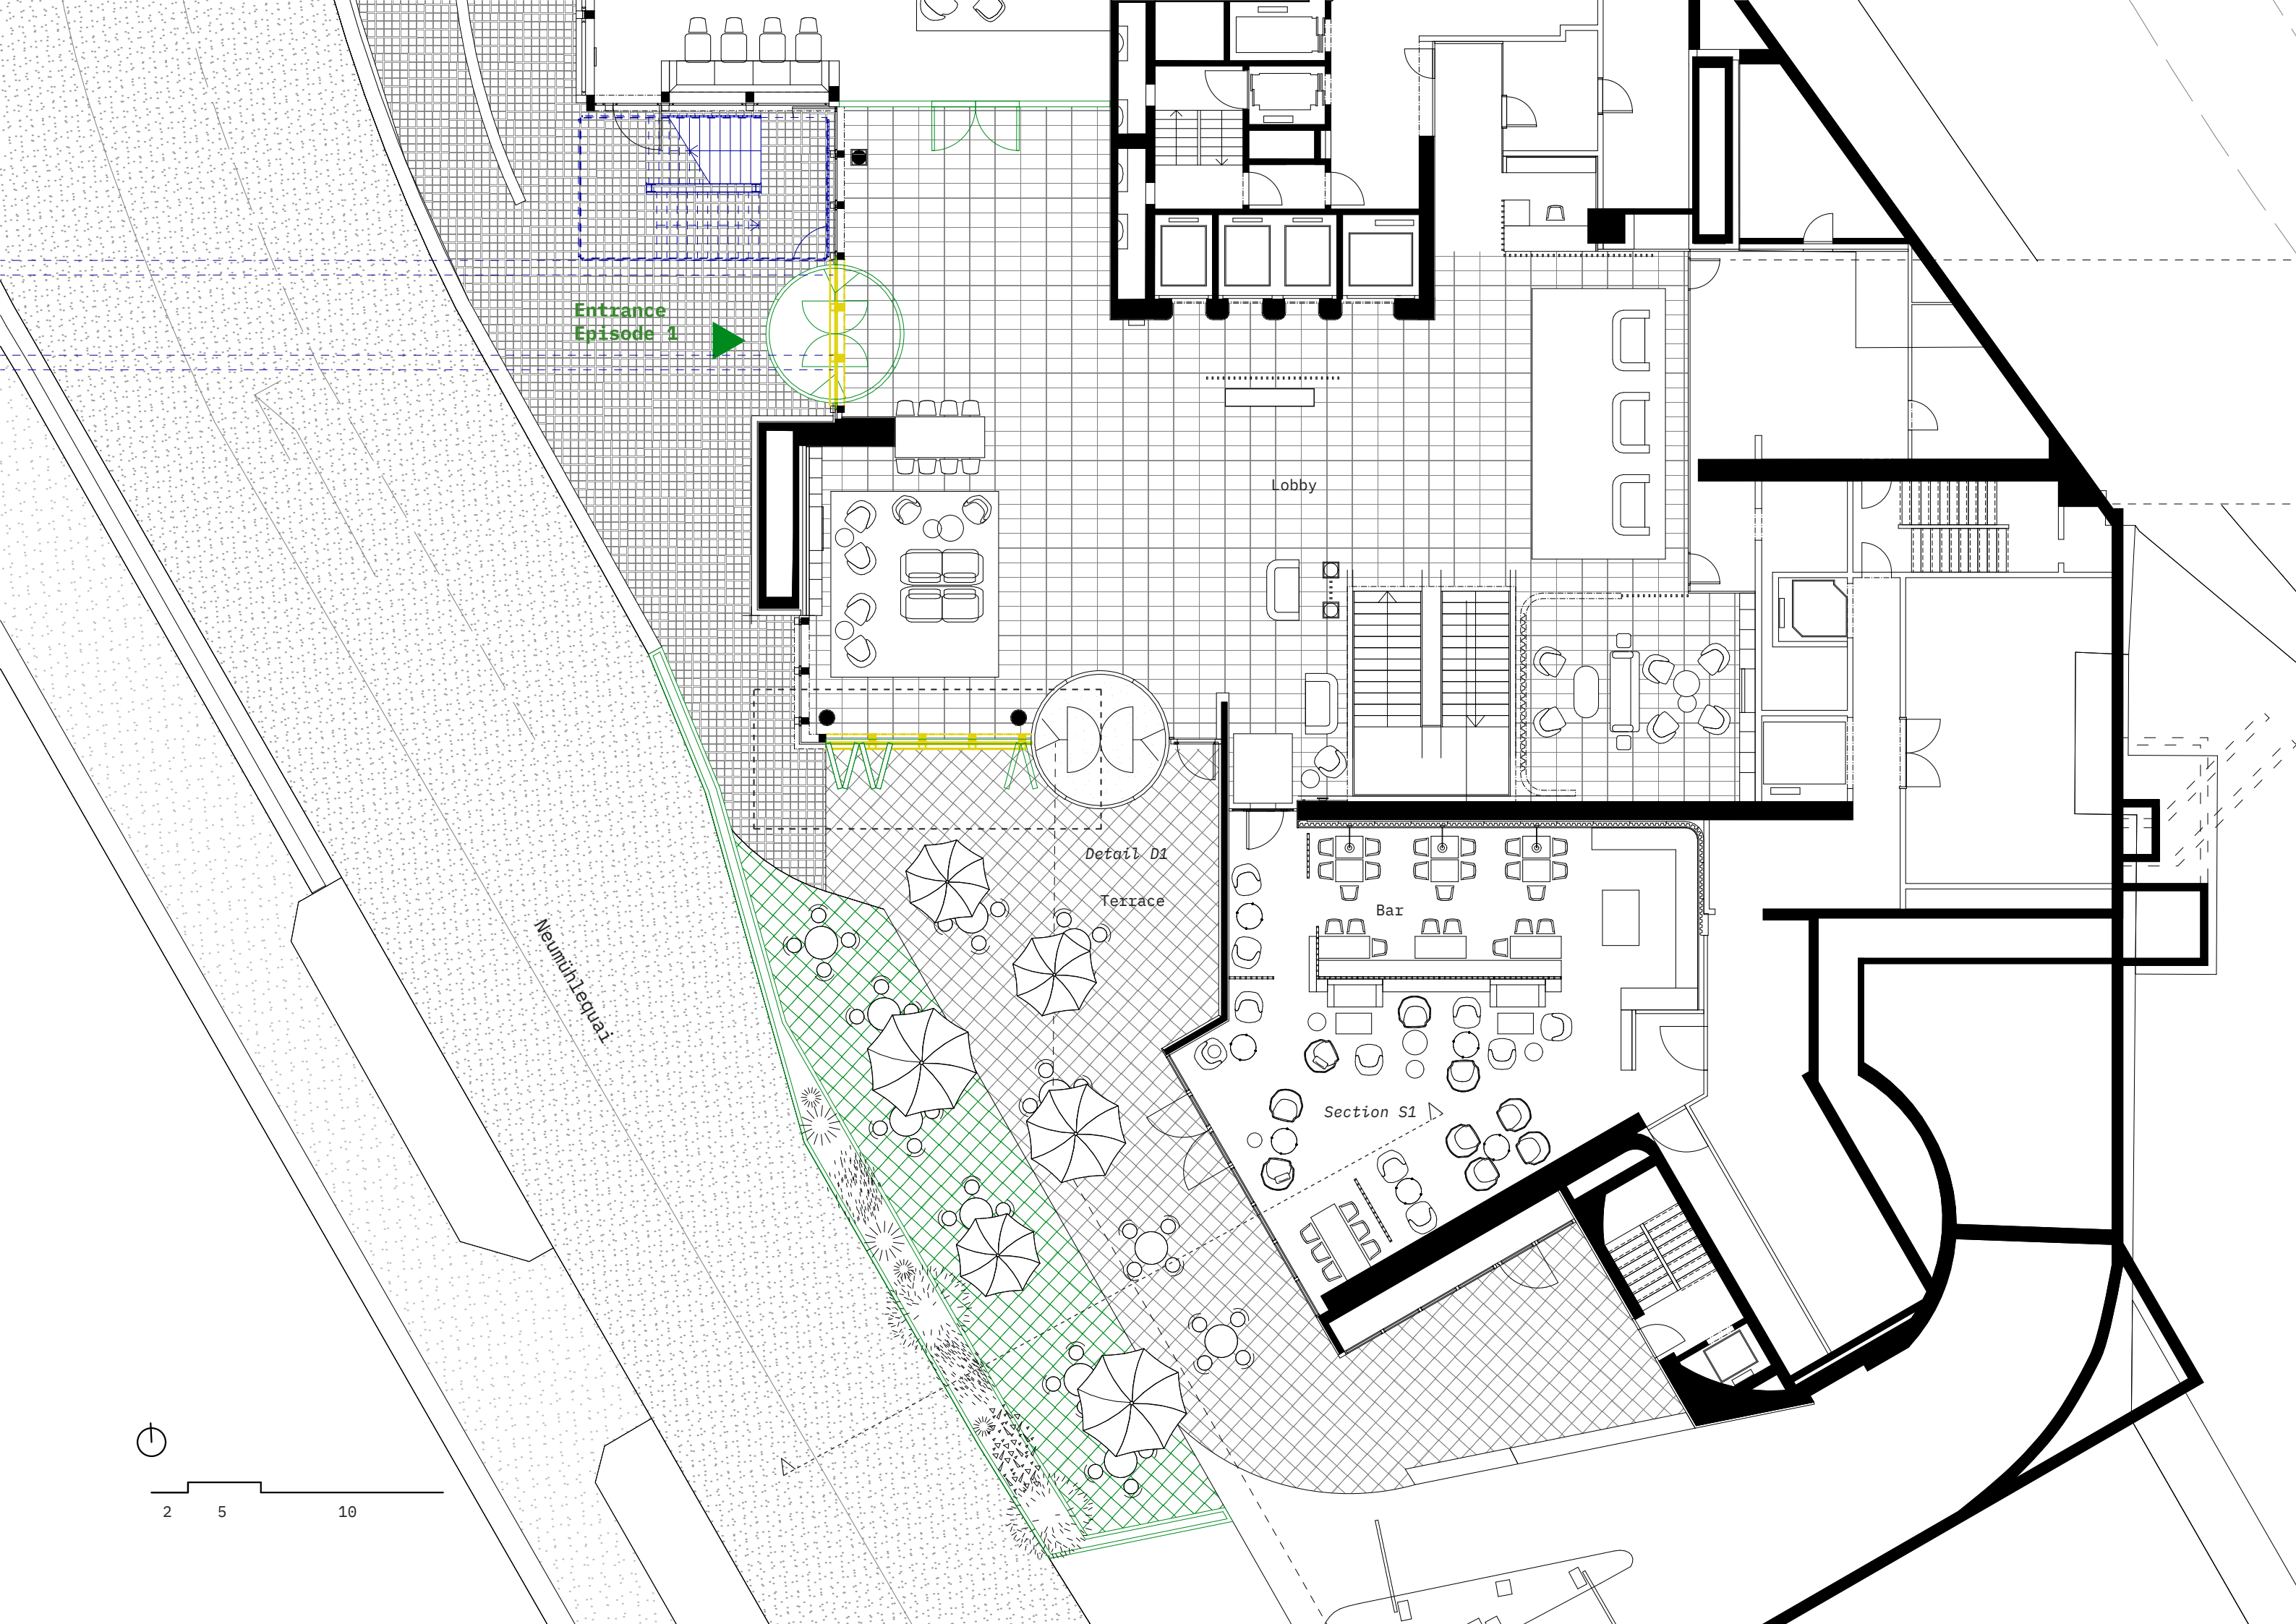 Entrance
Episode 1
Lobby
Detail D1
Terrace
Bar
Neumühlequai
Section S1
2 5 10